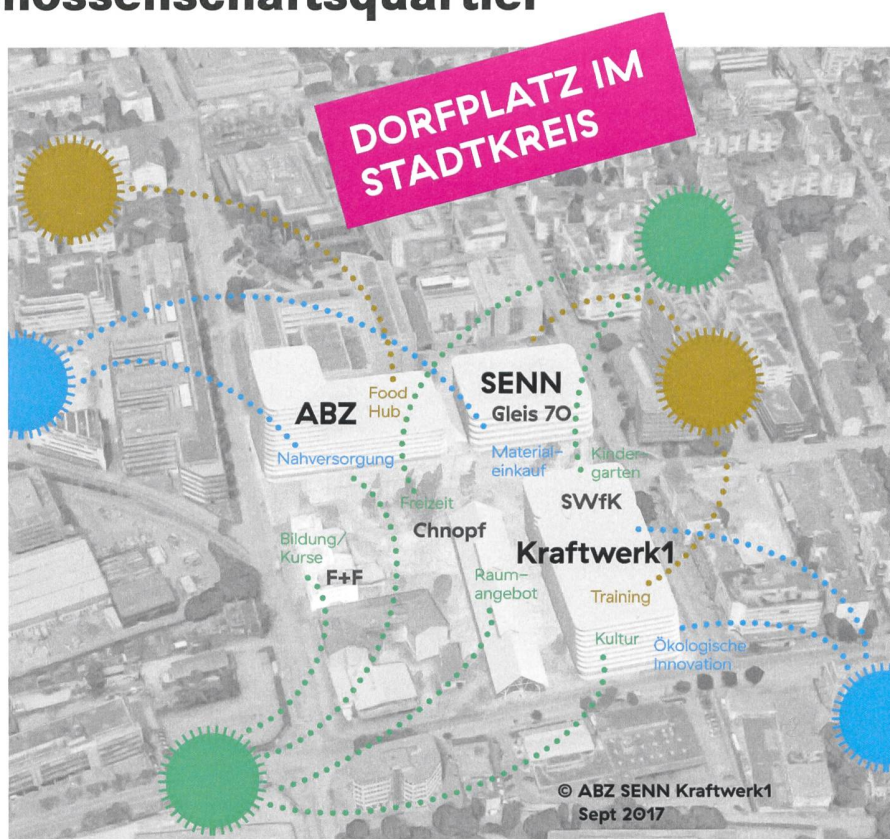 nossenschaftsquartier
DORFPLATZ IM
STADTKREIS
ABZ
Food
Hub
Nahversorgung
SENN
Gleis 70
Material-
einkauf
Kinder-
garten
SWfK
Freizeit
Chnopf
Kraftwerk1
Bildung/
Kurse
F+F
Raum-
angebot
Training
Kultur
Ökologische
Innovation
© ABZ SENN Kraftwerk1
Sept 2017